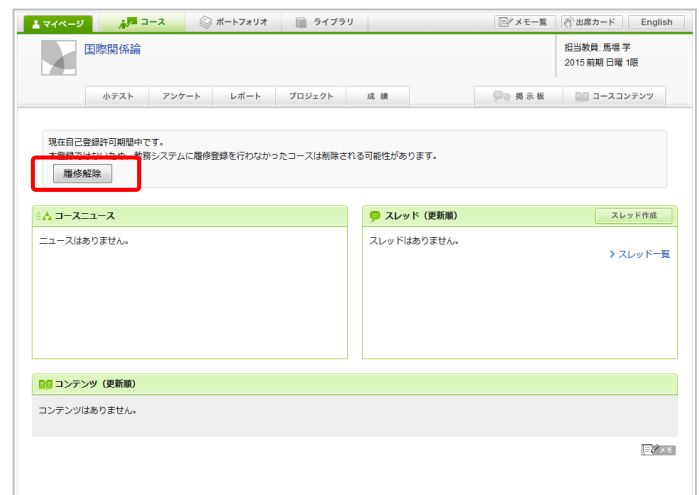 マイページ コース ポートフォリオ ライブラリ メモ一覧 出席カード English
国際関係論
担当教員: 馬場 学
2015 前期 日曜 1限
小テスト アンケート レポート プロジェクト 成 績 掲 示 板 コースコンテンツ
現在自己登録許可期間中です。
本登録ではないため、教務システムに履修登録を行わなかったコースは削除される可能性があります。
履修解除
コースニュース
ニュースはありません。
スレッド（更新順） スレッド作成
スレッドはありません。
スレッド一覧
コンテンツ（更新順）
コンテンツはありません。
メモ